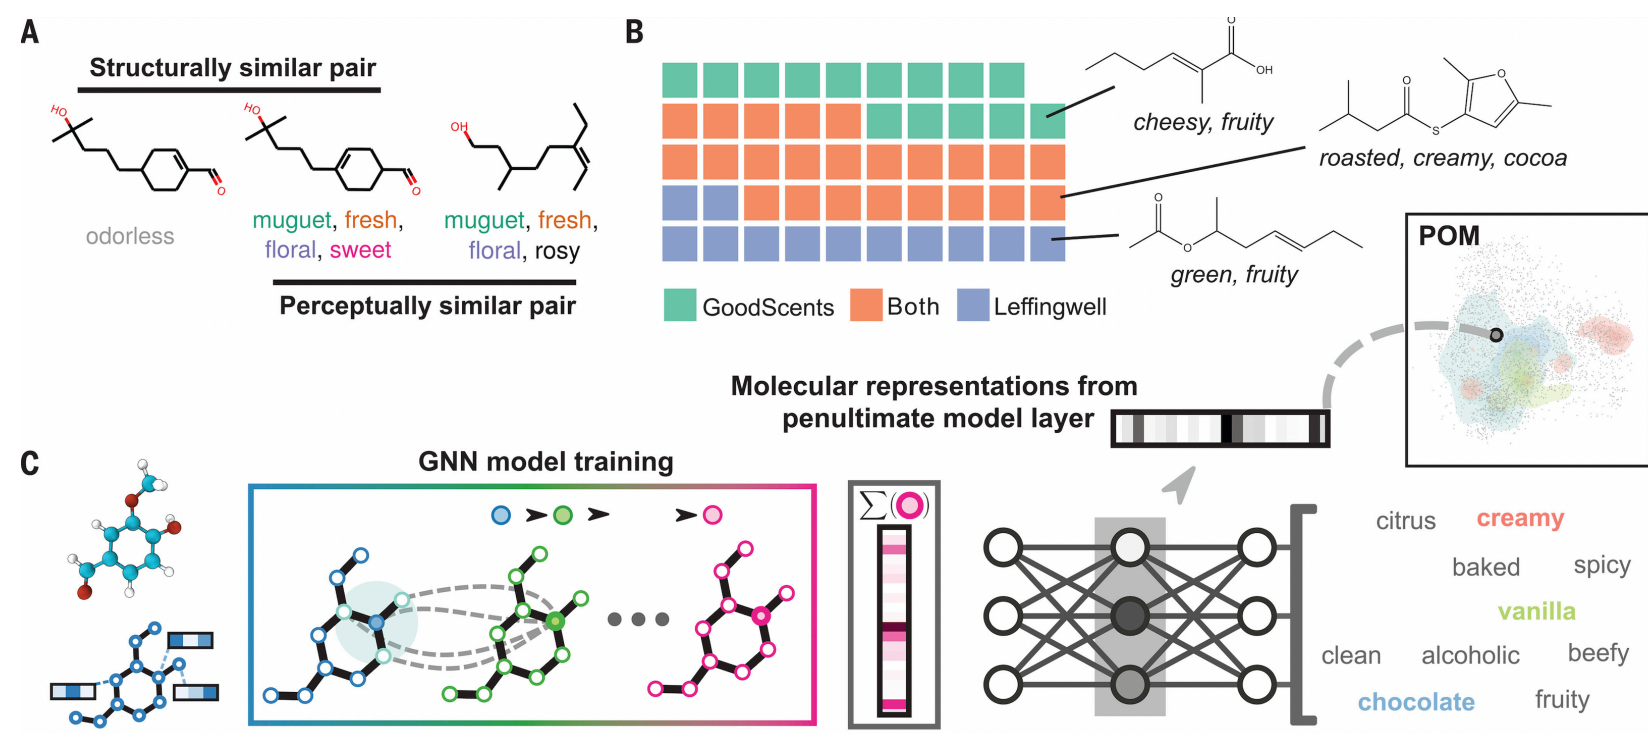 A
Structurally similar pair
HO
HO
OH
O
O
odorless
muguet, fresh,
floral, sweet
muguet, fresh,
floral, rosy
Perceptually similar pair
B
O
OH
cheesy, fruity
O
S
O
roasted, creamy, cocoa
O
O
green, fruity
GoodScents
Both
Leffingwell
POM
Molecular representations from
penultimate model layer
C
GNN model training
∑( )
citrus
creamy
baked
spicy
vanilla
clean
alcoholic
beefy
chocolate
fruity